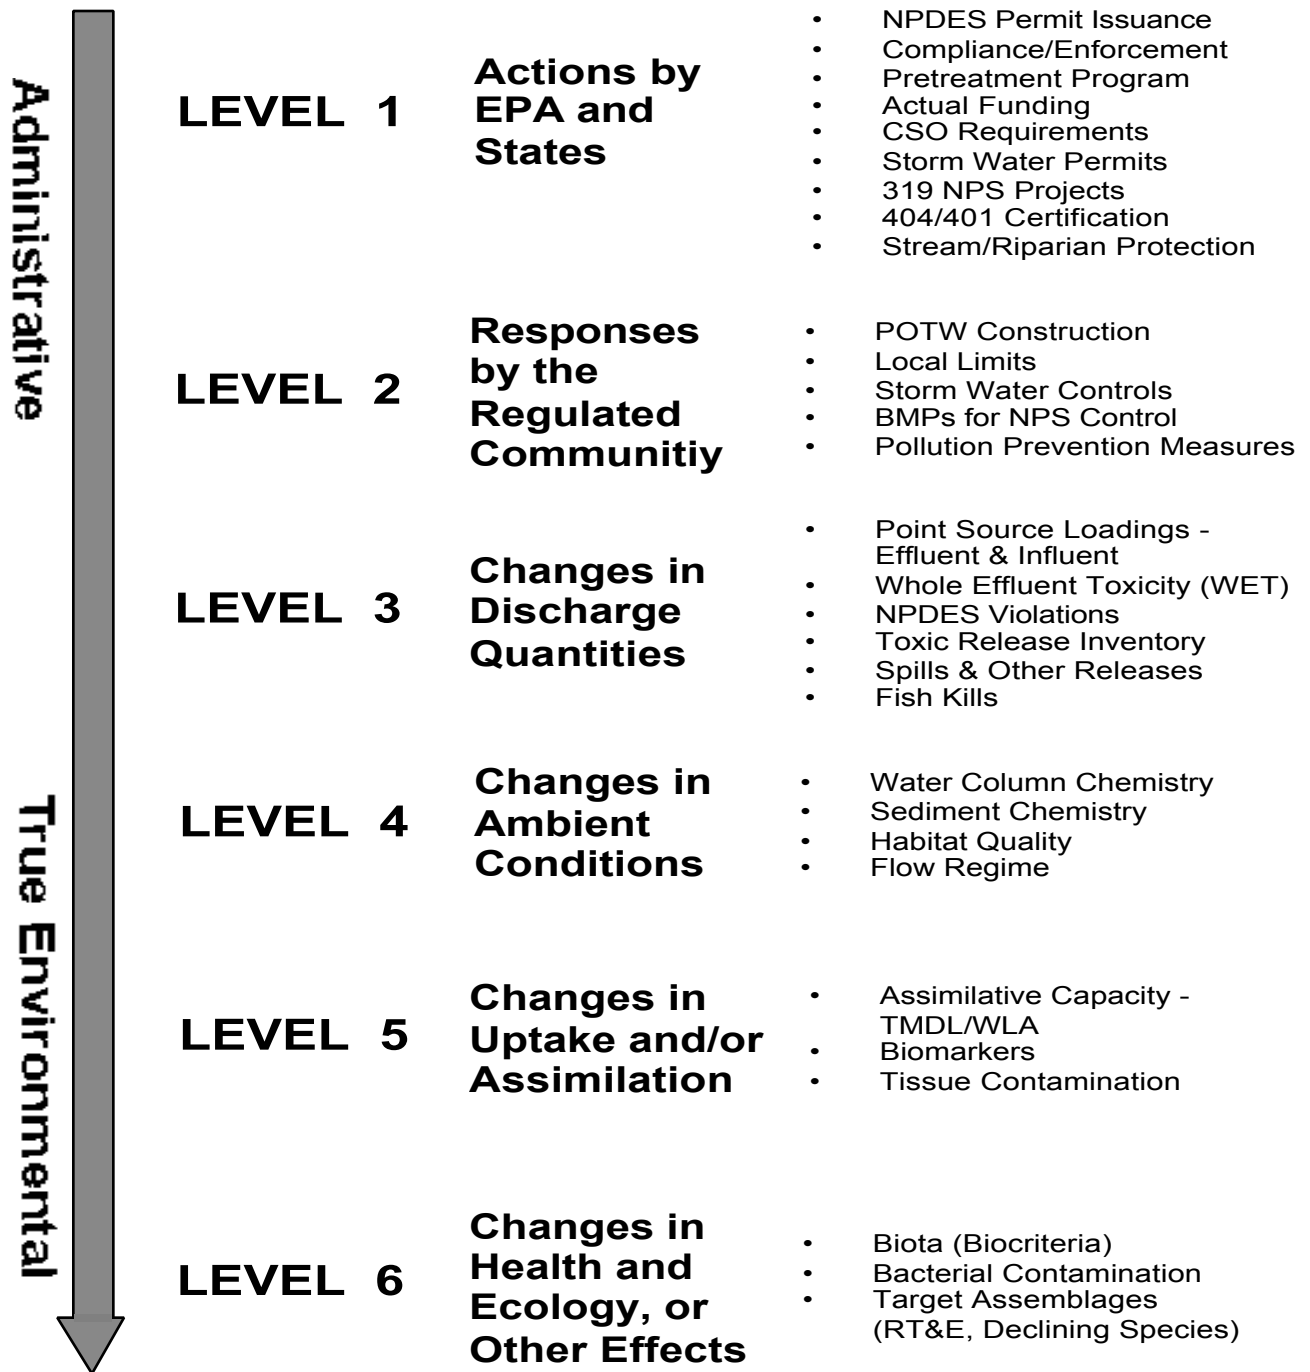 Administrative
True Environmental
LEVEL 1
Actions by
EPA and
States
• NPDES Permit Issuance
• Compliance/Enforcement
• Pretreatment Program
• Actual Funding
• CSO Requirements
• Storm Water Permits
• 319 NPS Projects
• 404/401 Certification
• Stream/Riparian Protection
LEVEL 2
Responses
by the
Regulated
Communitiy
• POTW Construction
• Local Limits
• Storm Water Controls
• BMPs for NPS Control
• Pollution Prevention Measures
LEVEL 3
Changes in
Discharge
Quantities
• Point Source Loadings -
Effluent & Influent
• Whole Effluent Toxicity (WET)
• NPDES Violations
• Toxic Release Inventory
• Spills & Other Releases
• Fish Kills
LEVEL 4
Changes in
Ambient
Conditions
• Water Column Chemistry
• Sediment Chemistry
• Habitat Quality
• Flow Regime
LEVEL 5
Changes in
Uptake and/or
Assimilation
• Assimilative Capacity -
TMDL/WLA
• Biomarkers
• Tissue Contamination
LEVEL 6
Changes in
Health and
Ecology, or
Other Effects
• Biota (Biocriteria)
• Bacterial Contamination
• Target Assemblages
(RT&E, Declining Species)